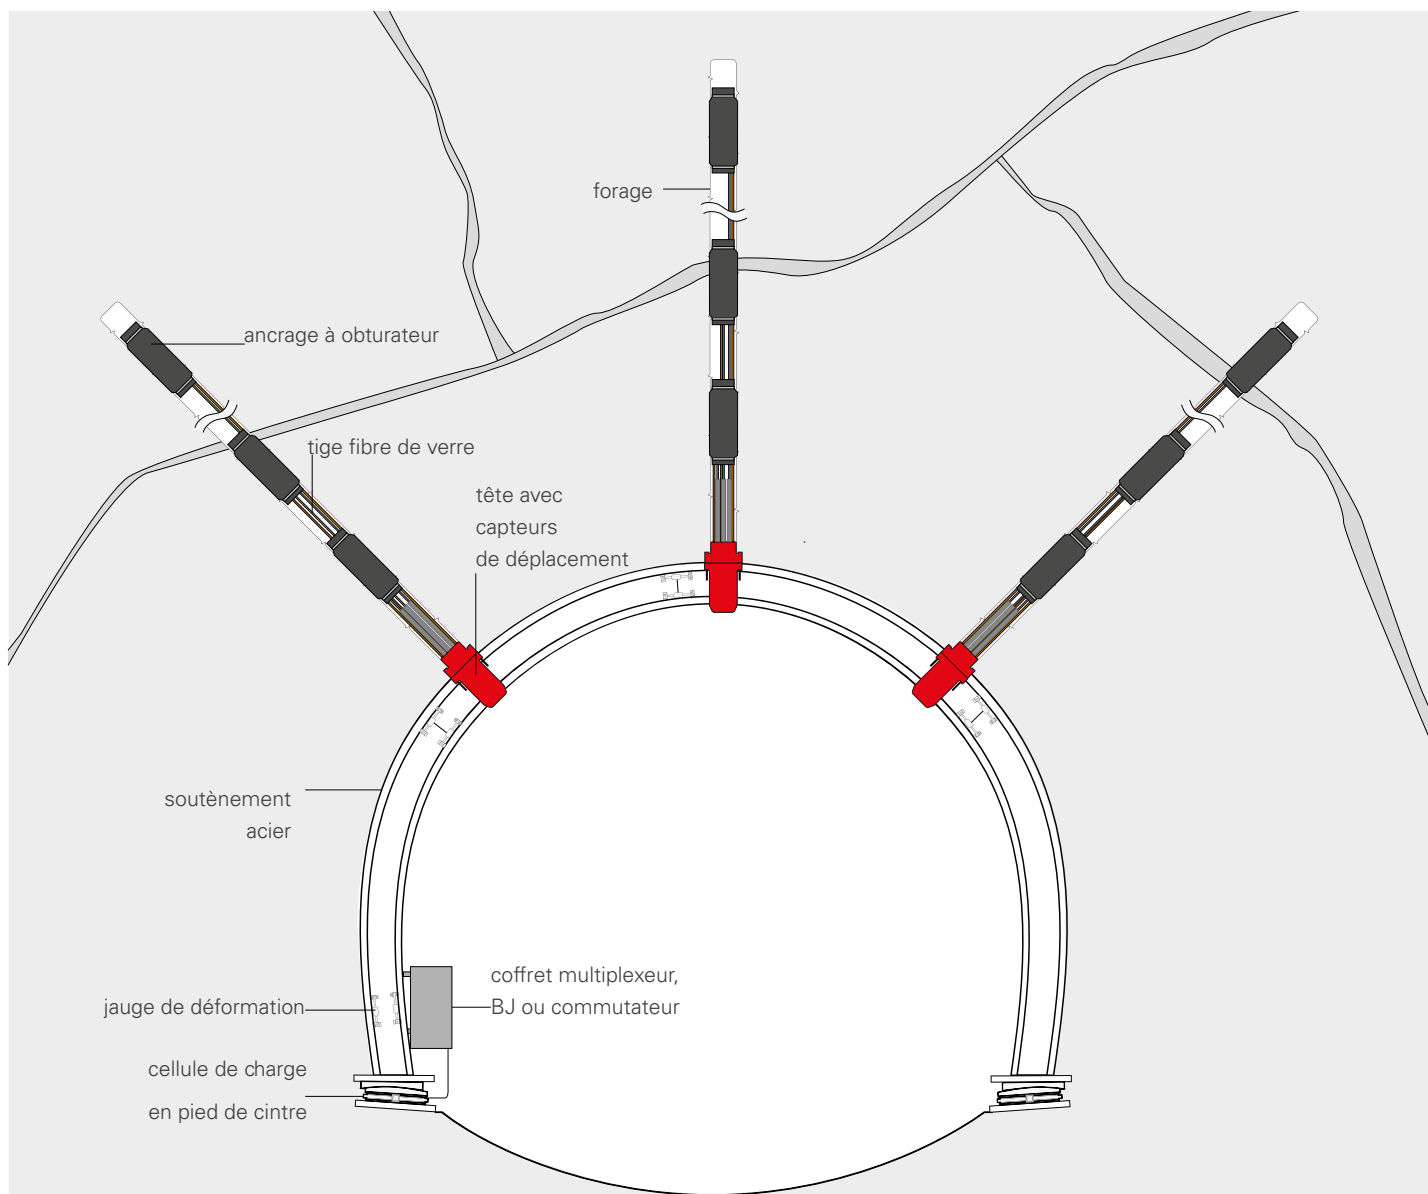 forage
ancrage à obturateur
tige fibre de verre
tête avec
capteurs
de déplacement
soutènement
acier
coffret multiplexeur,
BJ ou commutateur
jauge de déformation
cellule de charge
en pied de cintre